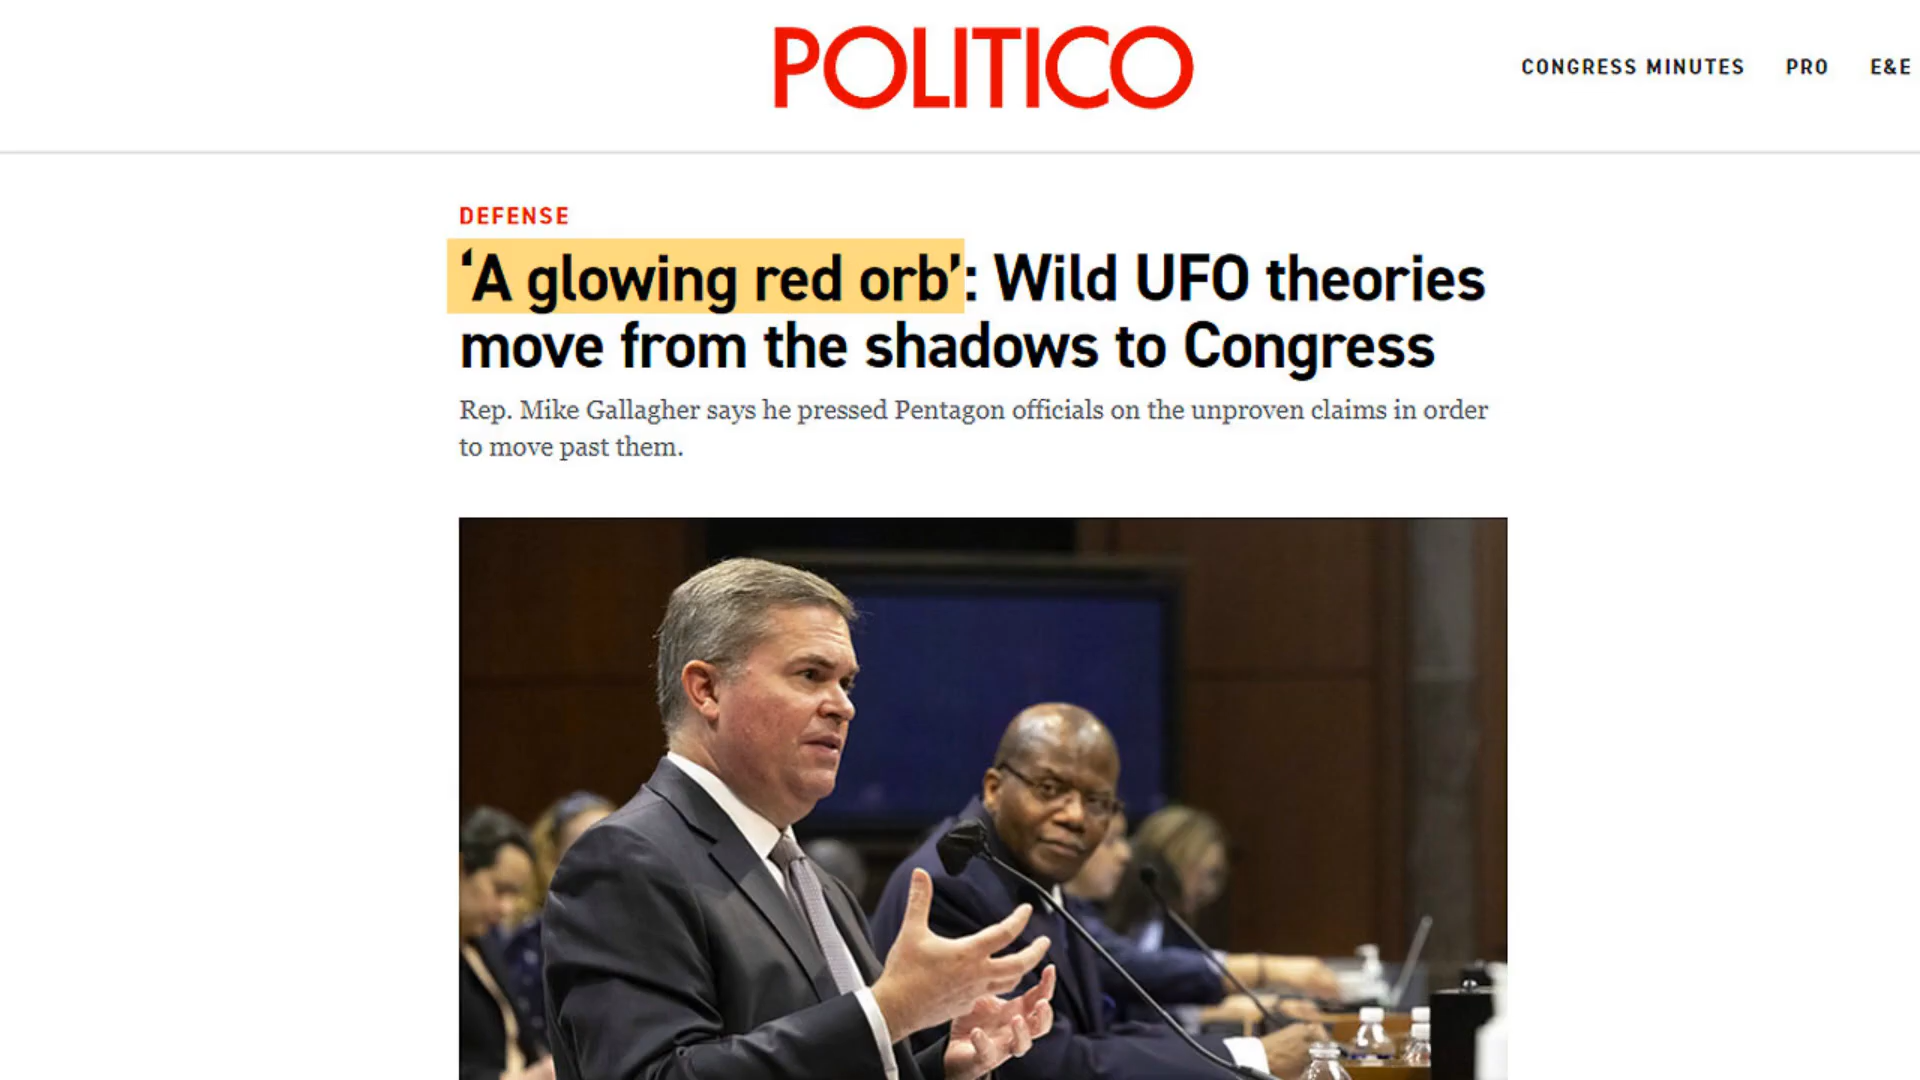 POLITICO
CONGRESS MINUTES PRO E&E
DEFENSE
‘A glowing red orb’: Wild UFO theories
move from the shadows to Congress
Rep. Mike Gallagher says he pressed Pentagon officials on the unproven claims in order
to move past them.